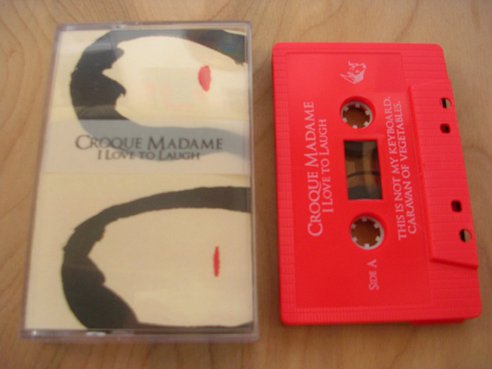 CROQUE MADAME
I LOVE TO LAUGH
CROQUE MADAME
I LOVE TO LAUGH
THIS IS NOT MY KEYBOARD.
CARAVAN OF VEGETABLES.
SIDE A